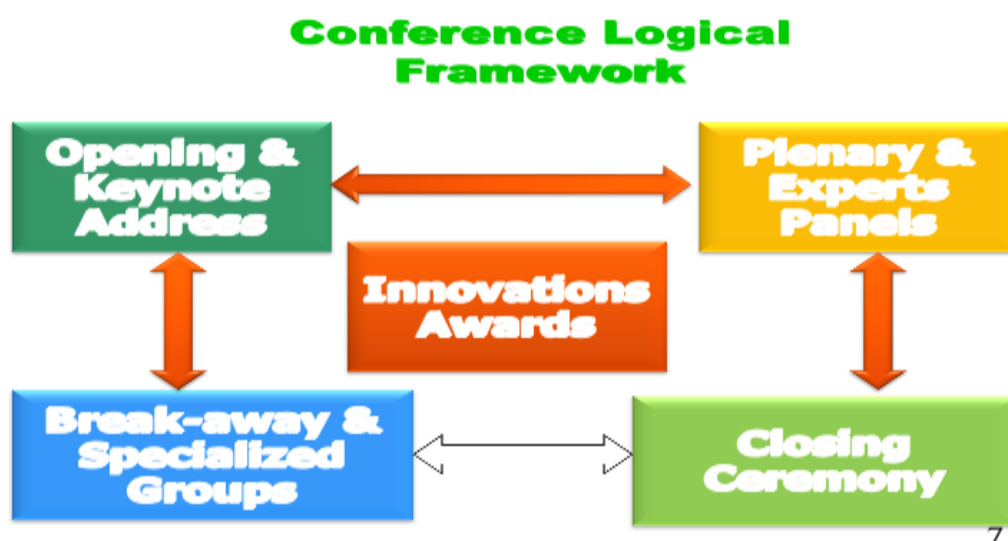 Conference Logical
Framework
Opening &
Keynote
Address
Plenary &
Experts
Panels
Innovations
Awards
Break-away &
Specialized
Groups
Closing
Ceremony
7